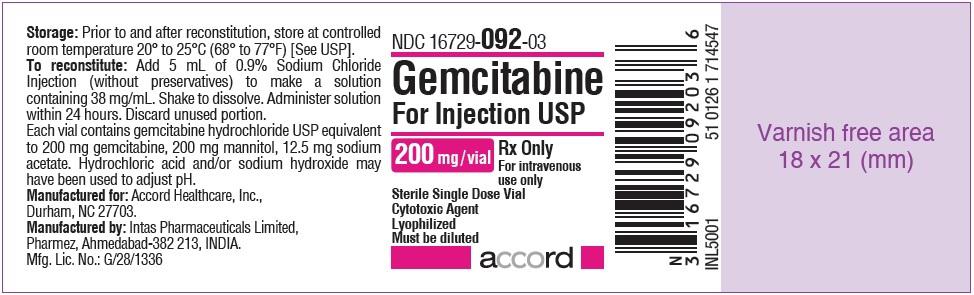 Storage: Prior to and after reconstitution, store at controlled
room temperature 20° to 25°C (68° to 77°F) [See USP].
To reconstitute: Add 5 mL of 0.9% Sodium Chloride
Injection (without preservatives) to make a solution
containing 38 mg/mL. Shake to dissolve. Administer solution
within 24 hours. Discard unused portion.
Each vial contains gemcitabine hydrochloride USP equivalent
to 200 mg gemcitabine, 200 mg mannitol, 12.5 mg sodium
acetate. Hydrochloric acid and/or sodium hydroxide may
have been used to adjust pH.
Manufactured for: Accord Healthcare, Inc.,
Durham, NC 27703.
Manufactured by: Intas Pharmaceuticals Limited,
Pharmez, Ahmedabad-382 213, INDIA.
Mfg. Lic. No.: G/28/1336
NDC 16729-092-03
Gemcitabine
For Injection USP
200 mg/vial
Rx Only
For intravenous
use only
Sterile Single Dose Vial
Cytotoxic Agent
Lyophilized
Must be diluted
accord
N
3 16729 09203 6
INL5001
51 0126 1 714547
Varnish free area
18 x 21 (mm)